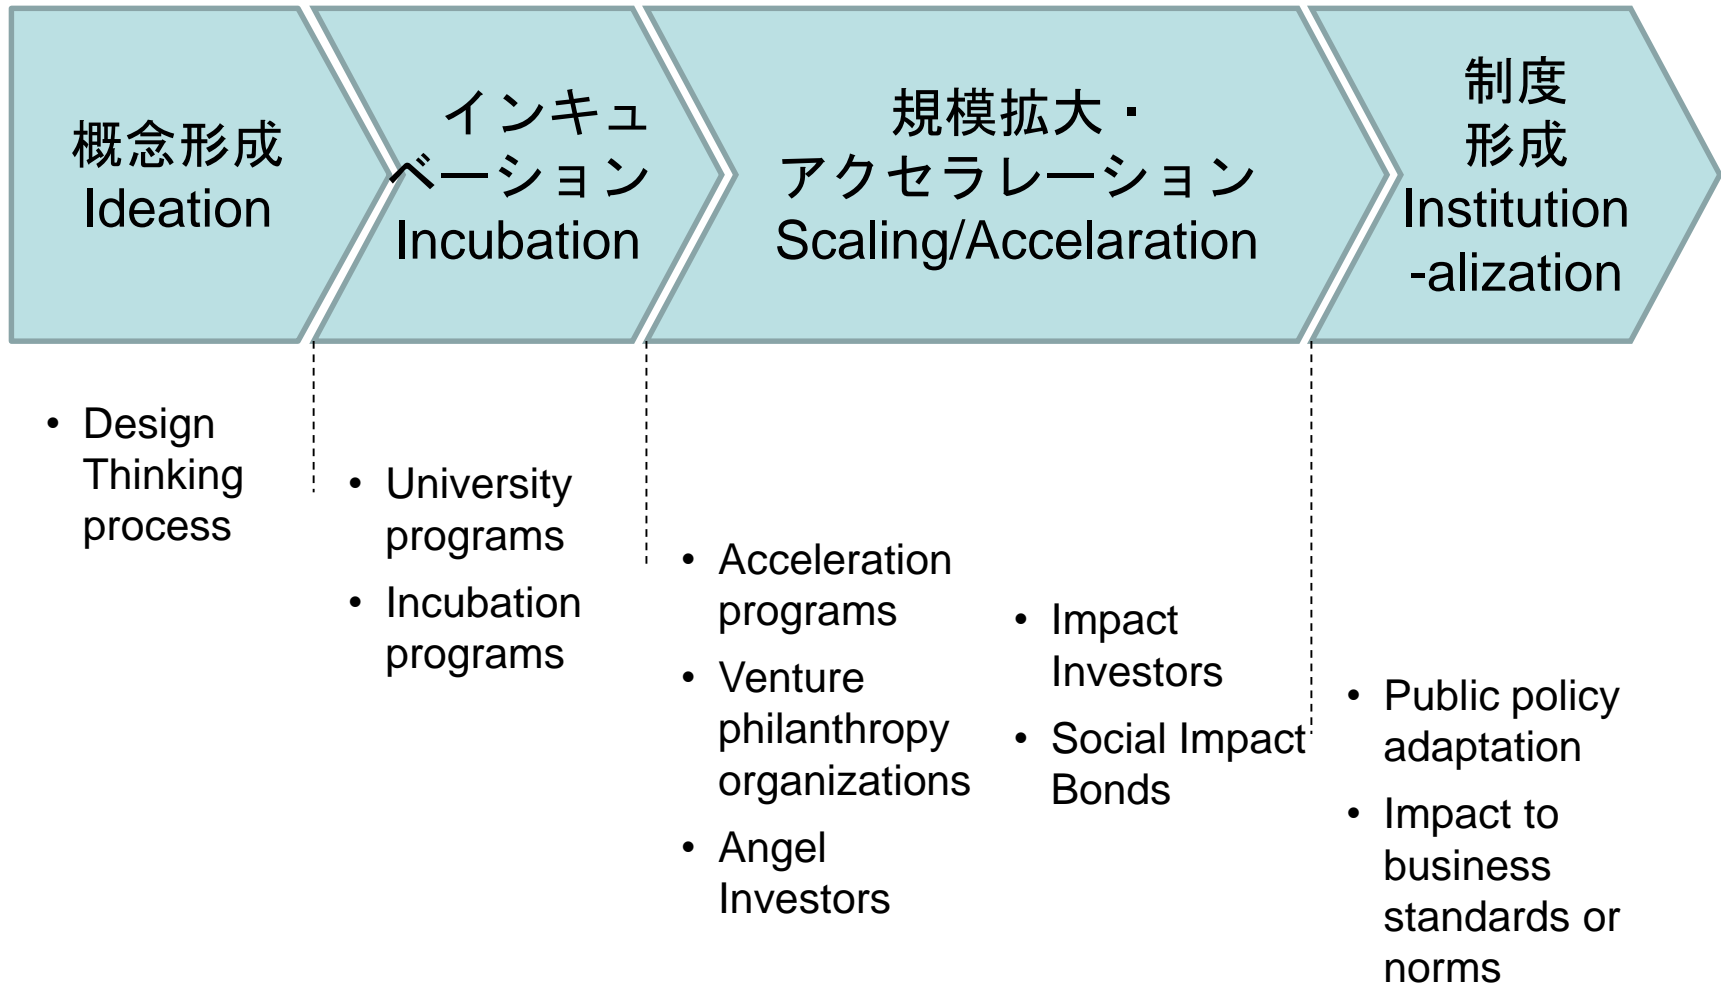 概念形成
Ideation
インキュ
ベーション
Incubation
規模拡大・
アクセラレーション
Scaling/Accelaration
制度
形成
Institution
-alization
• Design
Thinking
process
• University
programs
• Incubation
programs
• Acceleration
programs
• Venture
philanthropy
organizations
• Angel
Investors
• Impact
Investors
• Social Impact
Bonds
• Public policy
adaptation
• Impact to
business
standards or
norms